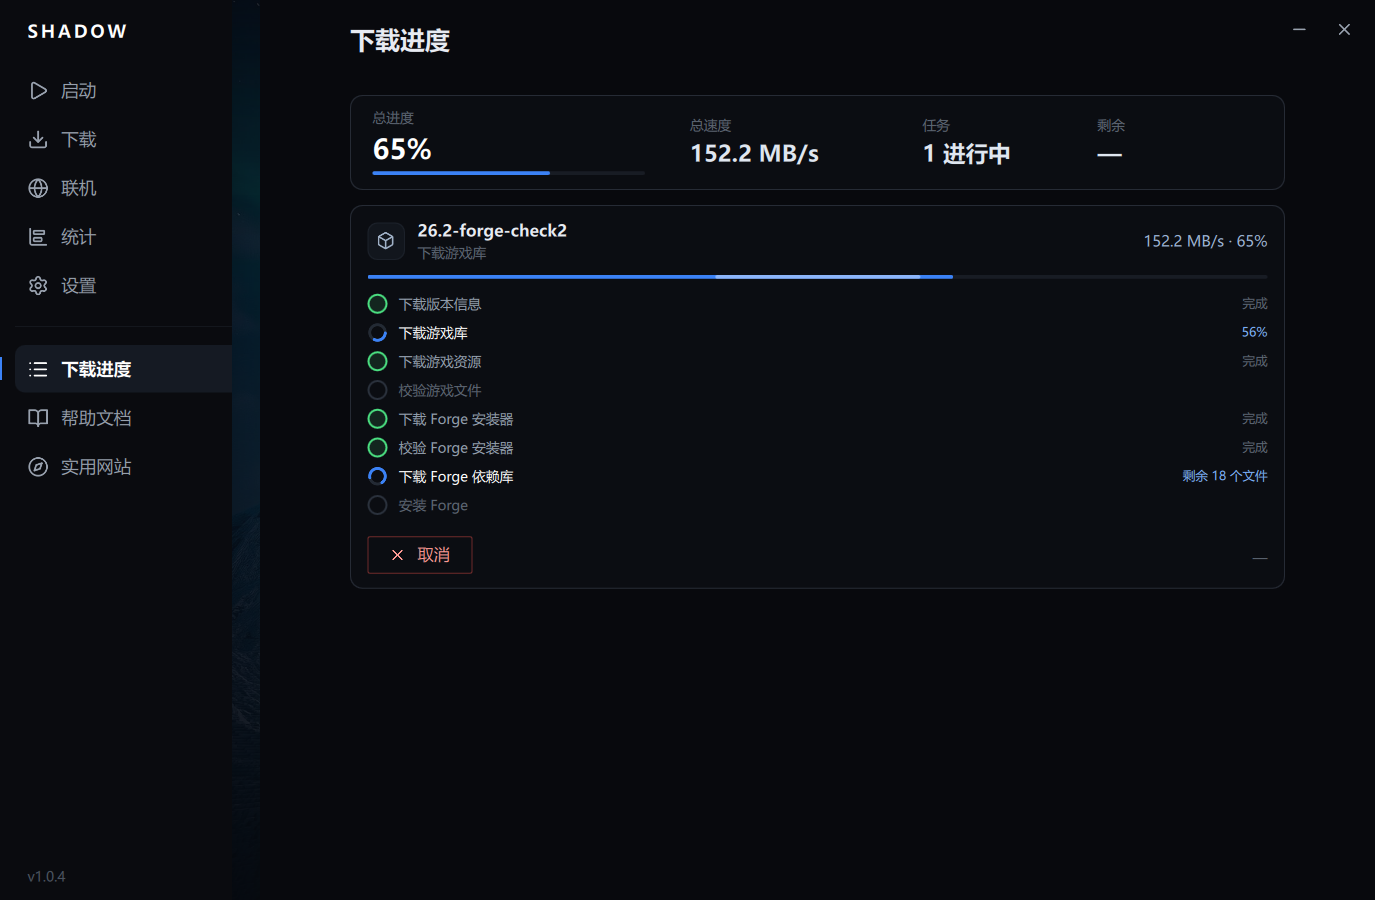 SHADOW
启动
下载
联机
统计
设置
下载进度
帮助文档
实用网站
v1.0.4
下载进度
总进度
65%
总速度
152.2 MB/s
任务
1 进行中
剩余
—
26.2-forge-check2
下载游戏库
152.2 MB/s · 65%
下载版本信息 完成
下载游戏库 56%
下载游戏资源 完成
校验游戏文件
下载 Forge 安装器 完成
校验 Forge 安装器 完成
下载 Forge 依赖库 剩余 18 个文件
安装 Forge
取消
—